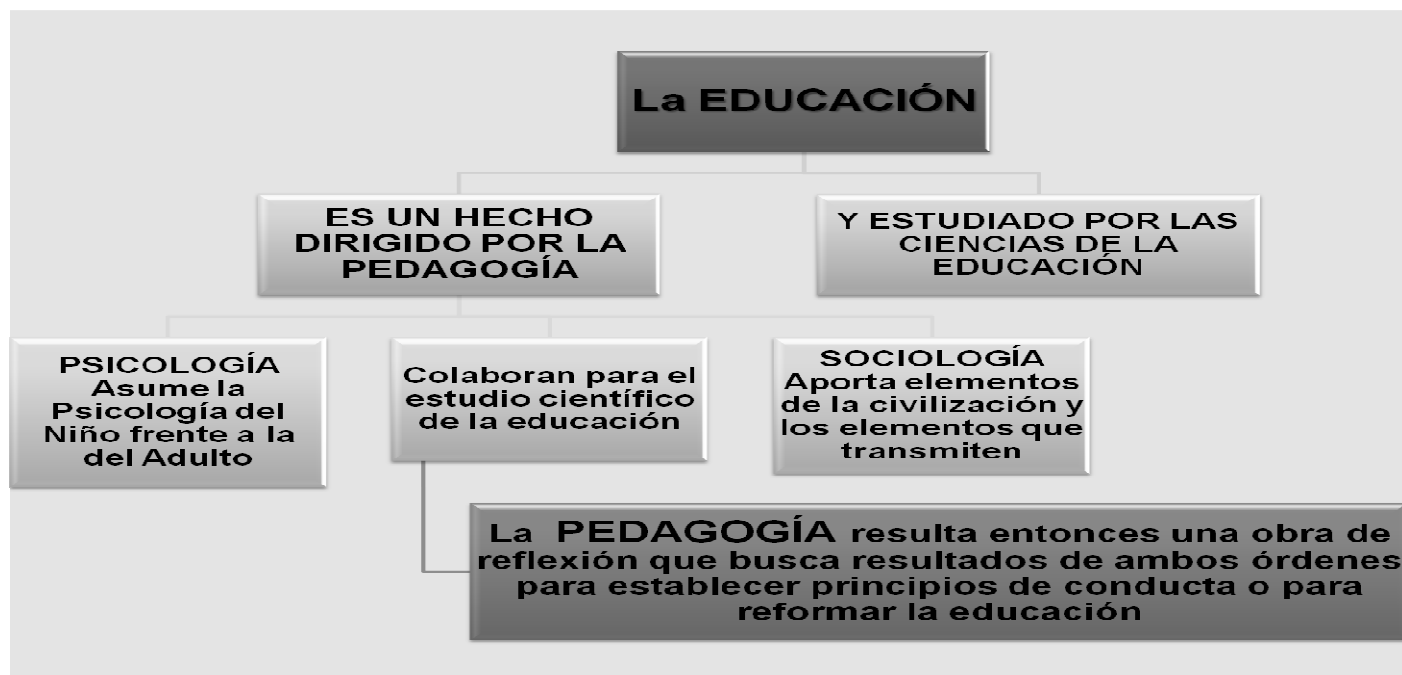 La EDUCACIÓN
ES UN HECHO
DIRIGIDO POR LA
PEDAGOGÍA
Y ESTUDIADO POR LAS
CIENCIAS DE LA
EDUCACIÓN
PSICOLOGÍA
Asume la
Psicología del
Niño frente a la
del Adulto
Colaboran para el
estudio científico
de la educación
SOCIOLOGÍA
Aporta elementos
de la civilización y
los elementos que
transmiten
La PEDAGOGÍA resulta entonces una obra de
reflexión que busca resultados de ambos órdenes
para establecer principios de conducta o para
reformar la educación